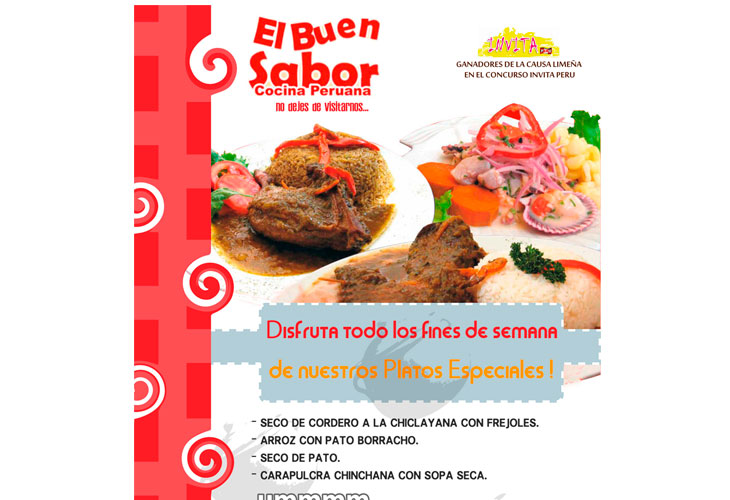 El Buen
Sabor
Cocina Peruana
no dejes de visitarnos...
INVITA
GANADORES DE LA CAUSA LIMEÑA
EN EL CONCURSO INVITA PERU
Disfruta todo los fines de semana
de nuestros Platos Especiales !
- SECO DE CORDERO A LA CHICLAYANA CON FREJOLES.
- ARROZ CON PATO BORRACHO.
- SECO DE PATO.
- CARAPULCRA CHINCHANA CON SOPA SECA.